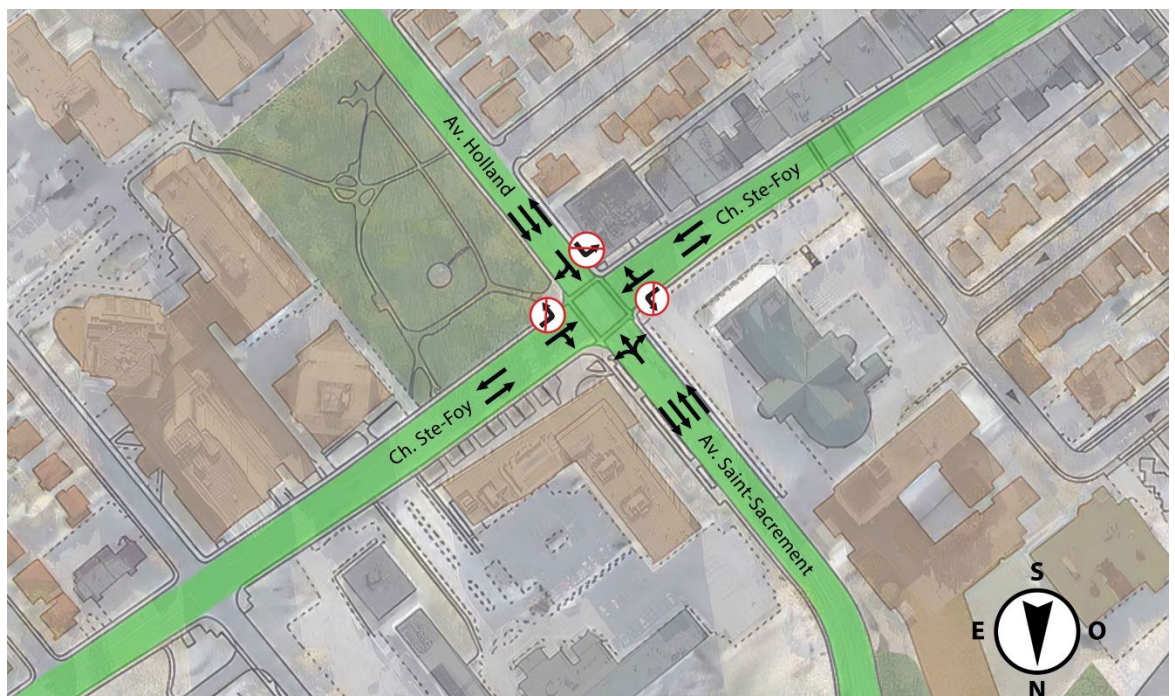 Av. Holland
Ch. Ste-Foy
Ch. Ste-Foy
Av. Saint-Sacrement
S
E
O
N